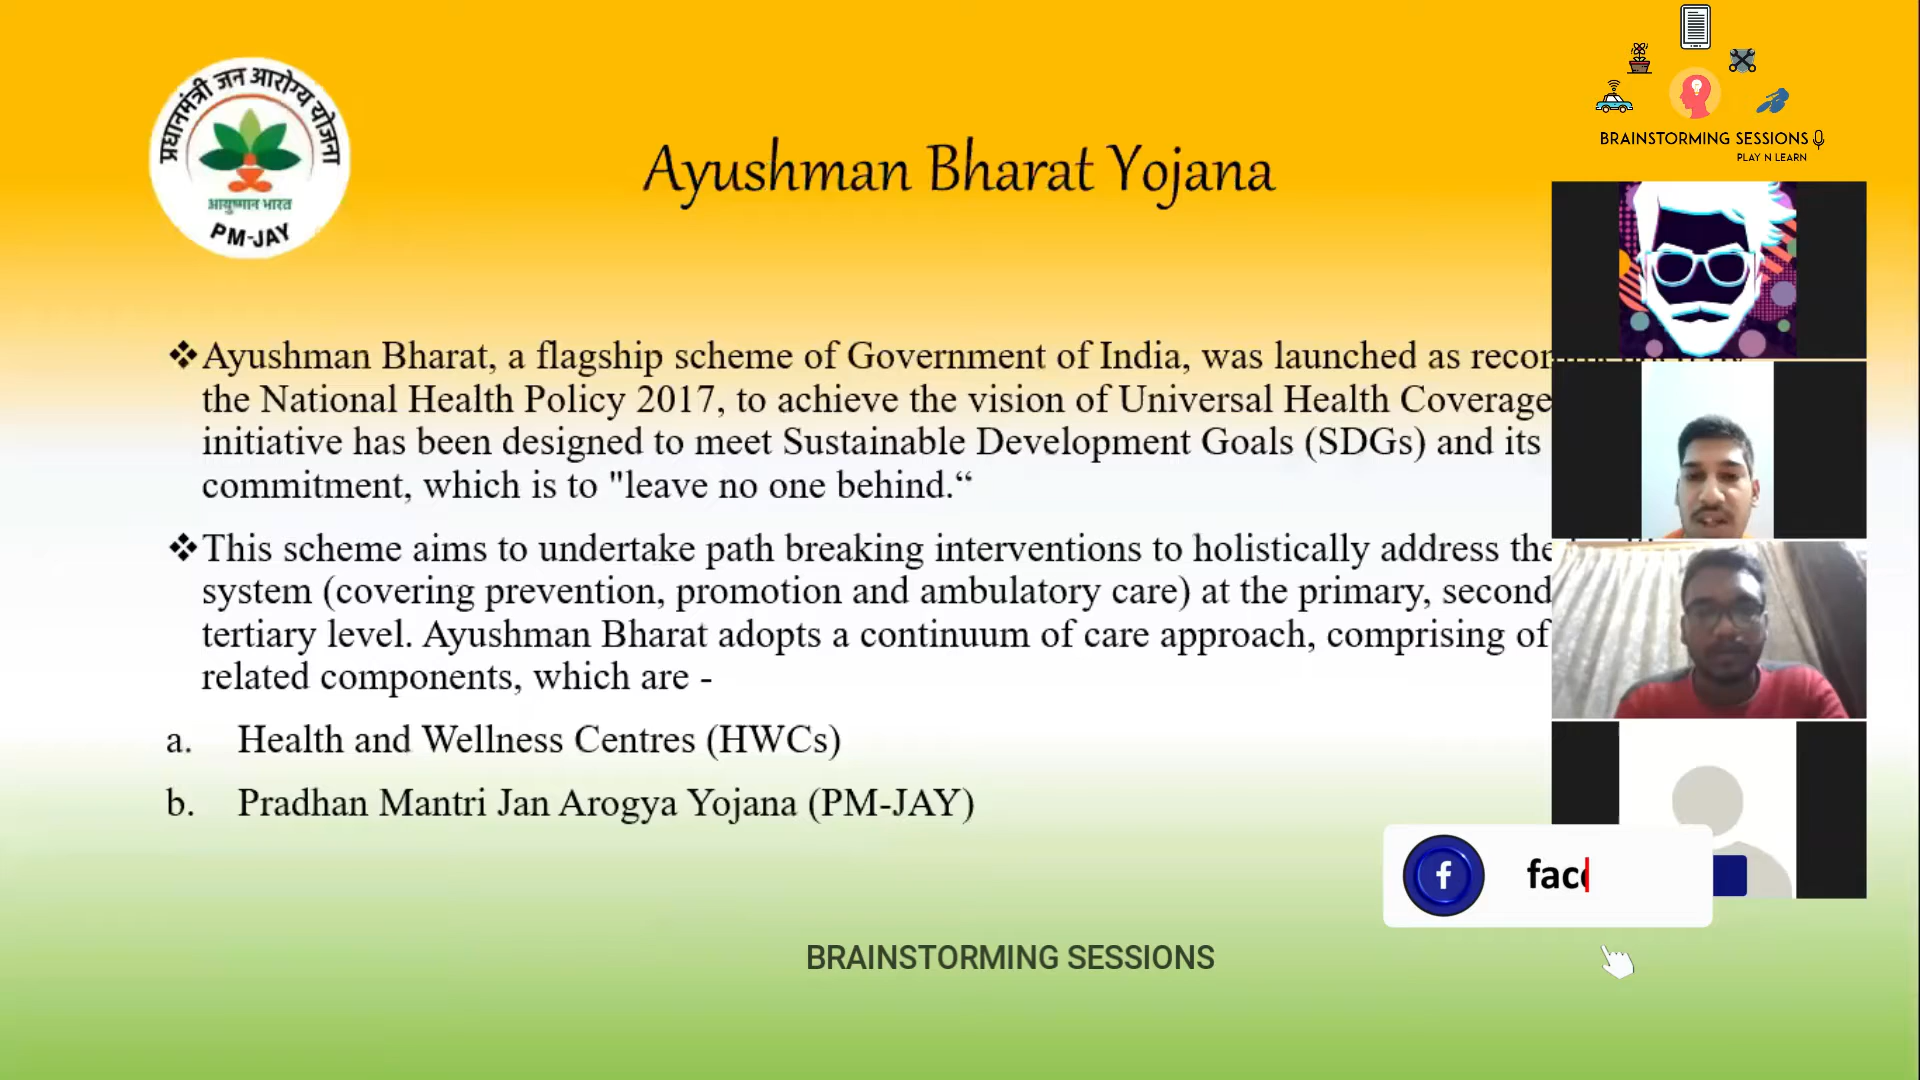 प्रधानमंत्री जन आरोग्य योजना
आयुष्मान भारत
PM-JAY
BRAINSTORMING SESSIONS
PLAY N LEARN
Ayushman Bharat Yojana
❖Ayushman Bharat, a flagship scheme of Government of India, was launched as
the National Health Policy 2017, to achieve the vision of Universal Health Coverage
initiative has been designed to meet Sustainable Development Goals (SDGs) and its
commitment, which is to "leave no one behind.“
❖This scheme aims to undertake path breaking interventions to holistically address the
system (covering prevention, promotion and ambulatory care) at the primary,
tertiary level. Ayushman Bharat adopts a continuum of care approach, comprising of
related components, which are -
a. Health and Wellness Centres (HWCs)
b. Pradhan Mantri Jan Arogya Yojana (PM-JAY)
f fac
BRAINSTORMING SESSIONS